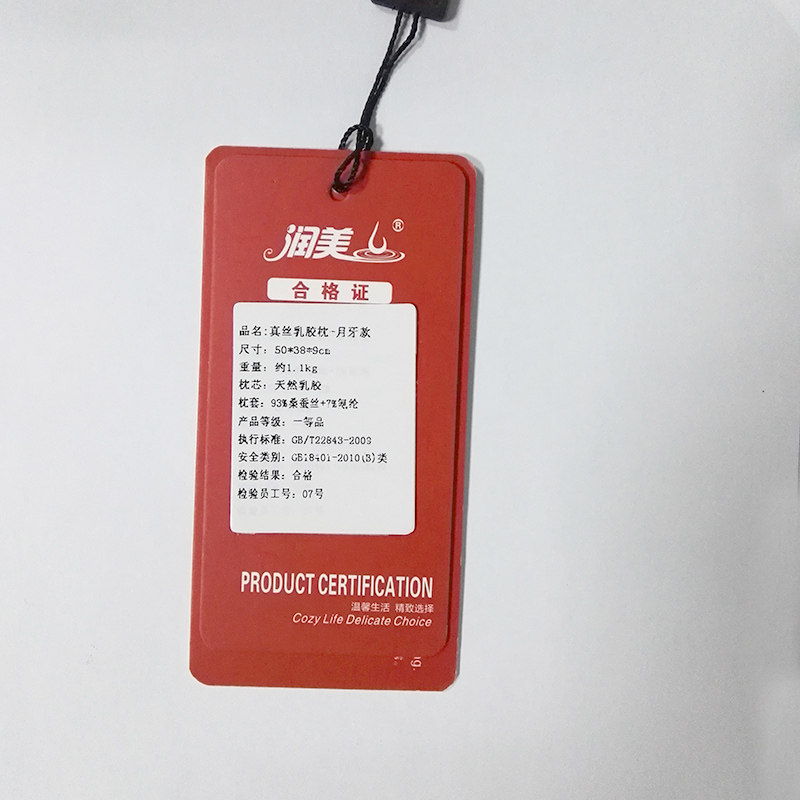 润美®
合格证
品名:真丝乳胶枕-月牙款
尺寸: 50*38*9cm
重量: 约1.1kg
枕芯: 天然乳胶
枕套: 93%桑蚕丝+7%氨纶
产品等级: 一等品
执行标准: GB/T22843-2009
安全类别: GB18401-2010(B)类
检验结果: 合格
检验员工号: 07号
PRODUCT CERTIFICATION
温馨生活 精致选择
Cozy Life Delicate Choice